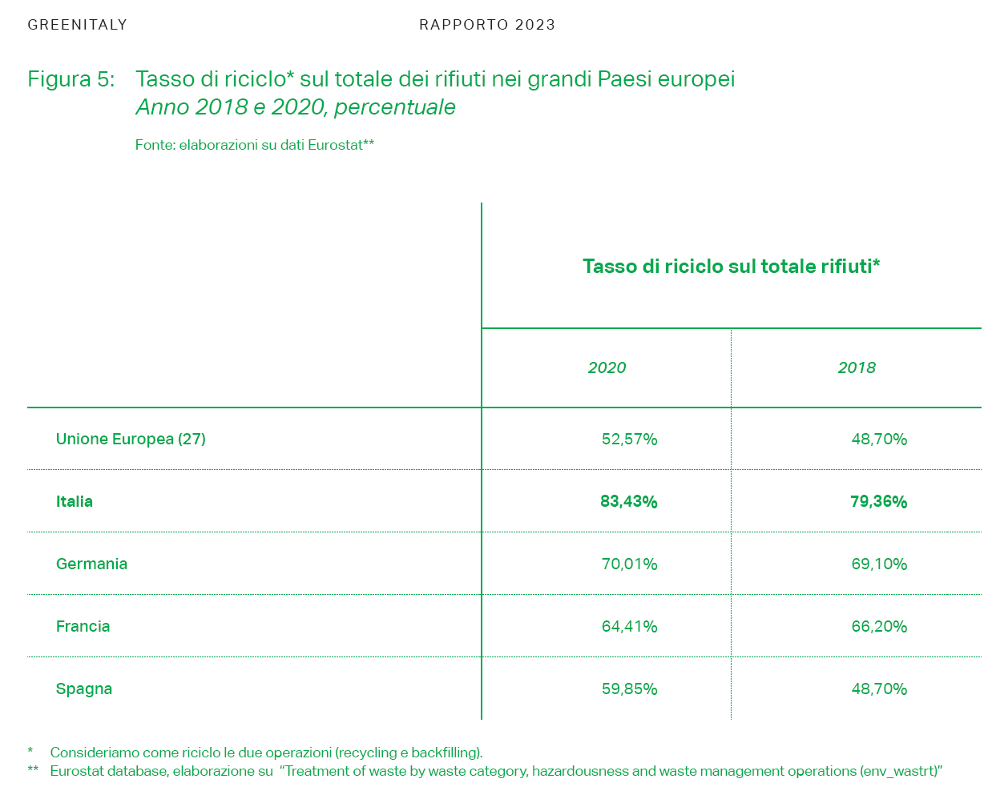 GREENITALY
RAPPORTO 2023
Figura 5: Tasso di riciclo* sul totale dei rifiuti nei grandi Paesi europei
Anno 2018 e 2020, percentuale
Fonte: elaborazioni su dati Eurostat**
Tasso di riciclo sul totale rifiuti*
2020 2018
Unione Europea (27) 52,57% 48,70%
Italia 83,43% 79,36%
Germania 70,01% 69,10%
Francia 64,41% 66,20%
Spagna 59,85% 48,70%
* Consideriamo come riciclo le due operazioni (recycling e backfilling).
** Eurostat database, elaborazione su “Treatment of waste by waste category, hazardousness and waste management operations (env_wastrt)”